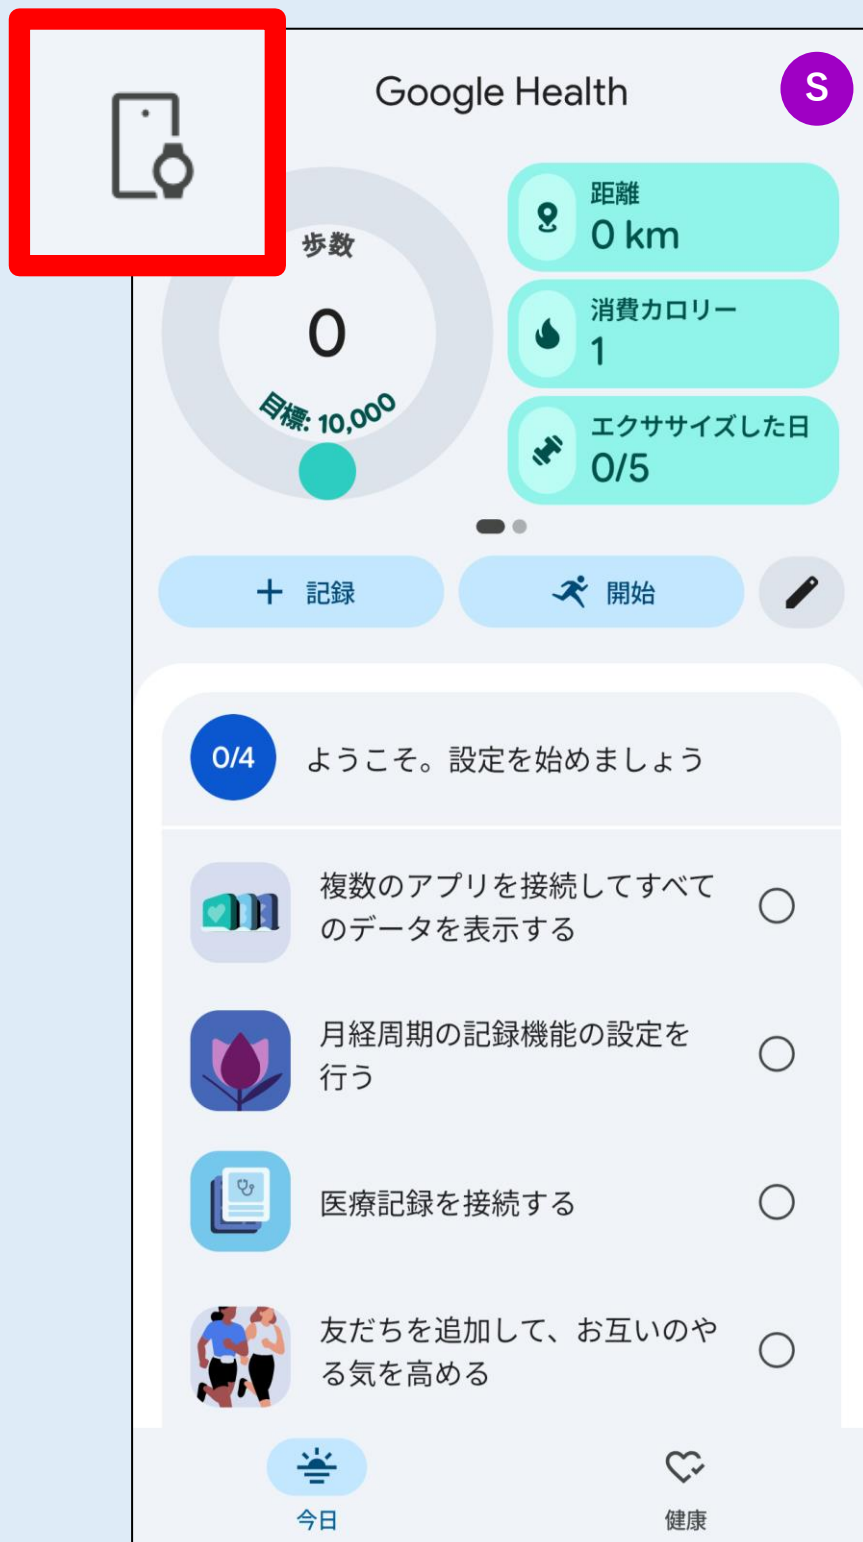 Google Health
S
歩数
0
目標: 10,000
距離
0 km
消費カロリー
1
エクササイズした日
0/5
+ 記録
開始
0/4
ようこそ。設定を始めましょう
複数のアプリを接続してすべて
のデータを表示する
月経周期の記録機能の設定を
行う
医療記録を接続する
友だちを追加して、お互いのや
る気を高める
今日
健康